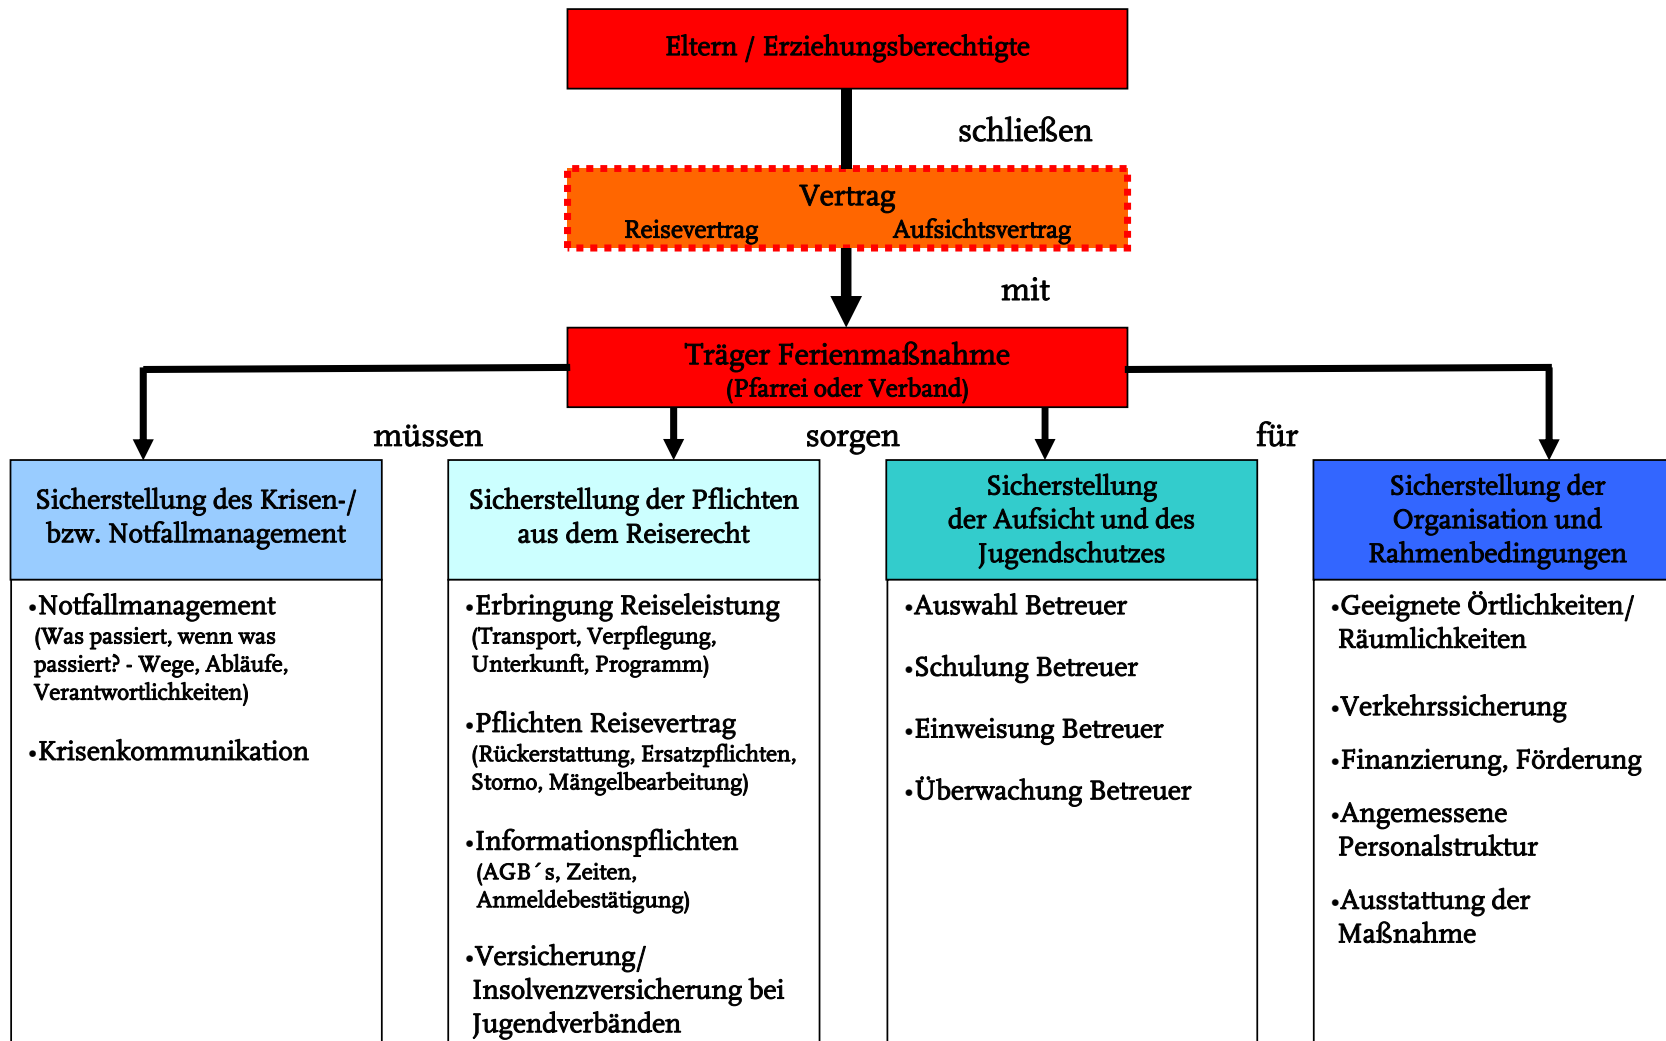 Eltern / Erziehungsberechtigte
schließen
Vertrag
Reisevertrag Aufsichtsvertrag
mit
Träger Ferienmaßnahme
(Pfarrei oder Verband)
müssen sorgen für
Sicherstellung des Krisen-/
bzw. Notfallmanagement
•Notfallmanagement
(Was passiert, wenn was
passiert? - Wege, Abläufe,
Verantwortlichkeiten)
•Krisenkommunikation
Sicherstellung der Pflichten
aus dem Reiserecht
•Erbringung Reiseleistung
(Transport, Verpflegung,
Unterkunft, Programm)
•Pflichten Reisevertrag
(Rückerstattung, Ersatzpflichten,
Storno, Mängelbearbeitung)
•Informationspflichten
(AGB´s, Zeiten,
Anmeldebestätigung)
•Versicherung/
Insolvenzversicherung bei
Jugendverbänden
Sicherstellung
der Aufsicht und des
Jugendschutzes
•Auswahl Betreuer
•Schulung Betreuer
•Einweisung Betreuer
•Überwachung Betreuer
Sicherstellung der
Organisation und
Rahmenbedingungen
•Geeignete Örtlichkeiten/
Räumlichkeiten
•Verkehrssicherung
•Finanzierung, Förderung
•Angemessene
Personalstruktur
•Ausstattung der
Maßnahme